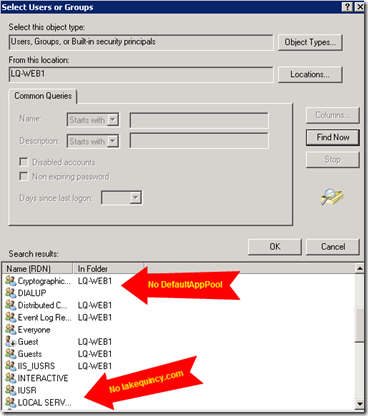 Select Users or Groups
Select this object type:
Users, Groups, or Built-in security principals
Object Types...
From this location:
LQ-WEB1
Locations...
Common Queries
Name:
Starts with
Columns...
Description:
Starts with
Find Now
Disabled accounts
Stop
Non expiring password
Days since last logon:
OK
Cancel
Search results:
Name (RDN)
In Folder
Cryptographic...
LQ-WEB1
No DefaultAppPool
DIALUP
Distributed C...
LQ-WEB1
Event Log Re...
LQ-WEB1
Everyone
Guest
LQ-WEB1
Guests
LQ-WEB1
IIS_IUSRS
LQ-WEB1
INTERACTIVE
IUSR
No lakequincy.com
LOCAL SERV...